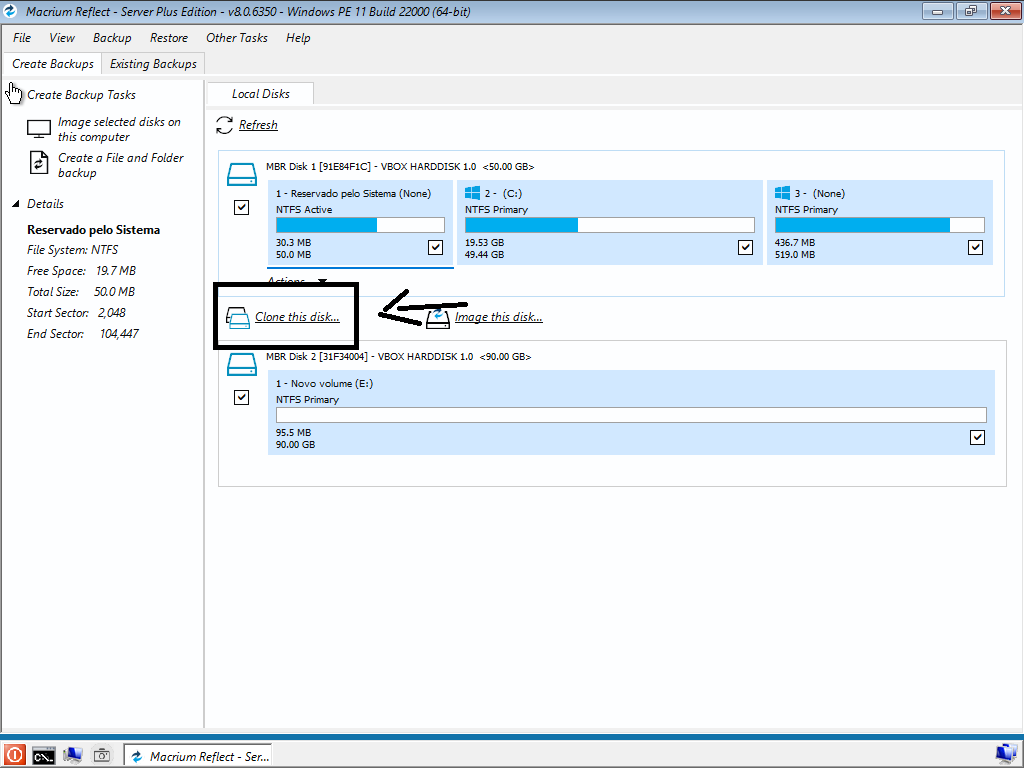 Macrium Reflect - Server Plus Edition - v8.0.6350 - Windows PE 11 Build 22000 (64-bit)
File View Backup Restore Other Tasks Help
Create Backups Existing Backups
Create Backup Tasks
Image selected disks on
this computer
Create a File and Folder
backup
Details
Reservado pelo Sistema
File System: NTFS
Free Space: 19.7 MB
Total Size: 50.0 MB
Start Sector: 2,048
End Sector: 104,447
Local Disks
Refresh
MBR Disk 1 [91E84F1C] - VBOX HARDDISK 1.0 <50.00 GB>
1 - Reservado pelo Sistema (None)
NTFS Active
30.3 MB
50.0 MB
2 - (C:)
NTFS Primary
19.53 GB
49.44 GB
3 - (None)
NTFS Primary
436.7 MB
519.0 MB
Actions
Clone this disk...
Image this disk...
MBR Disk 2 [31F34004] - VBOX HARDDISK 1.0 <90.00 GB>
1 - Novo volume (E:)
NTFS Primary
95.5 MB
90.00 GB
Macrium Reflect - Ser...